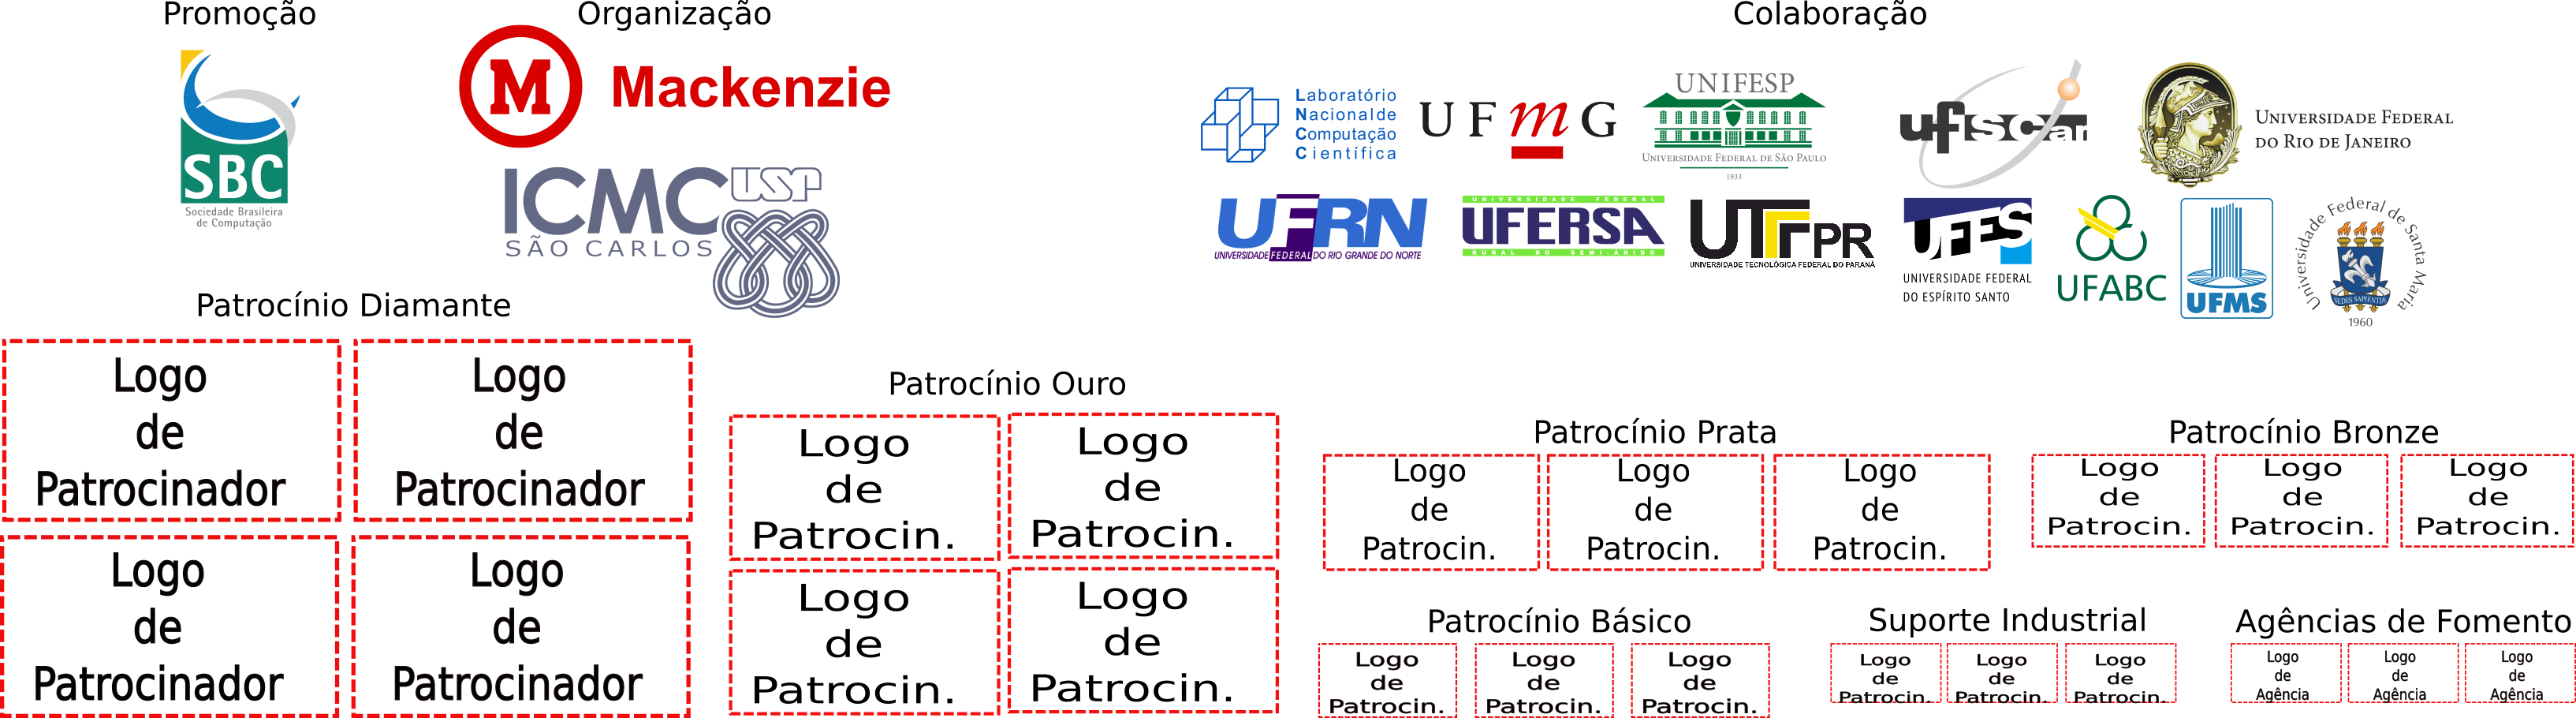 Promoção
Organização
Colaboração
SBC
Sociedade Brasileira
de Computação
M
Mackenzie
ICMC USP
SÃO CARLOS
Laboratório
Nacional de
Computação
Científica
UFmG
UNIFESP
UNIVERSIDADE FEDERAL DE SÃO PAULO
1933
ufscar
UNIVERSIDADE FEDERAL
DO RIO DE JANEIRO
UFRN
UNIVERSIDADE FEDERAL DO RIO GRANDE DO NORTE
UNIVERSIDADE FEDERAL
UFERSA
RURAL DO SEMI-ÁRIDO
UTFPR
UNIVERSIDADE TECNOLÓGICA FEDERAL DO PARANÁ
UFES
UNIVERSIDADE FEDERAL
DO ESPÍRITO SANTO
UFABC
UFMS
Universidade Federal de Santa Maria
SEDES SAPIENTIAE
1960
Patrocínio Diamante
Logo
de
Patrocinador
Logo
de
Patrocinador
Logo
de
Patrocinador
Logo
de
Patrocinador
Patrocínio Ouro
Logo
de
Patrocin.
Logo
de
Patrocin.
Logo
de
Patrocin.
Logo
de
Patrocin.
Patrocínio Prata
Logo
de
Patrocin.
Logo
de
Patrocin.
Logo
de
Patrocin.
Patrocínio Bronze
Logo
de
Patrocin.
Logo
de
Patrocin.
Logo
de
Patrocin.
Patrocínio Básico
Logo
de
Patrocin.
Logo
de
Patrocin.
Logo
de
Patrocin.
Suporte Industrial
Logo
de
Patrocin.
Logo
de
Patrocin.
Logo
de
Patrocin.
Agências de Fomento
Logo
de
Agência
Logo
de
Agência
Logo
de
Agência